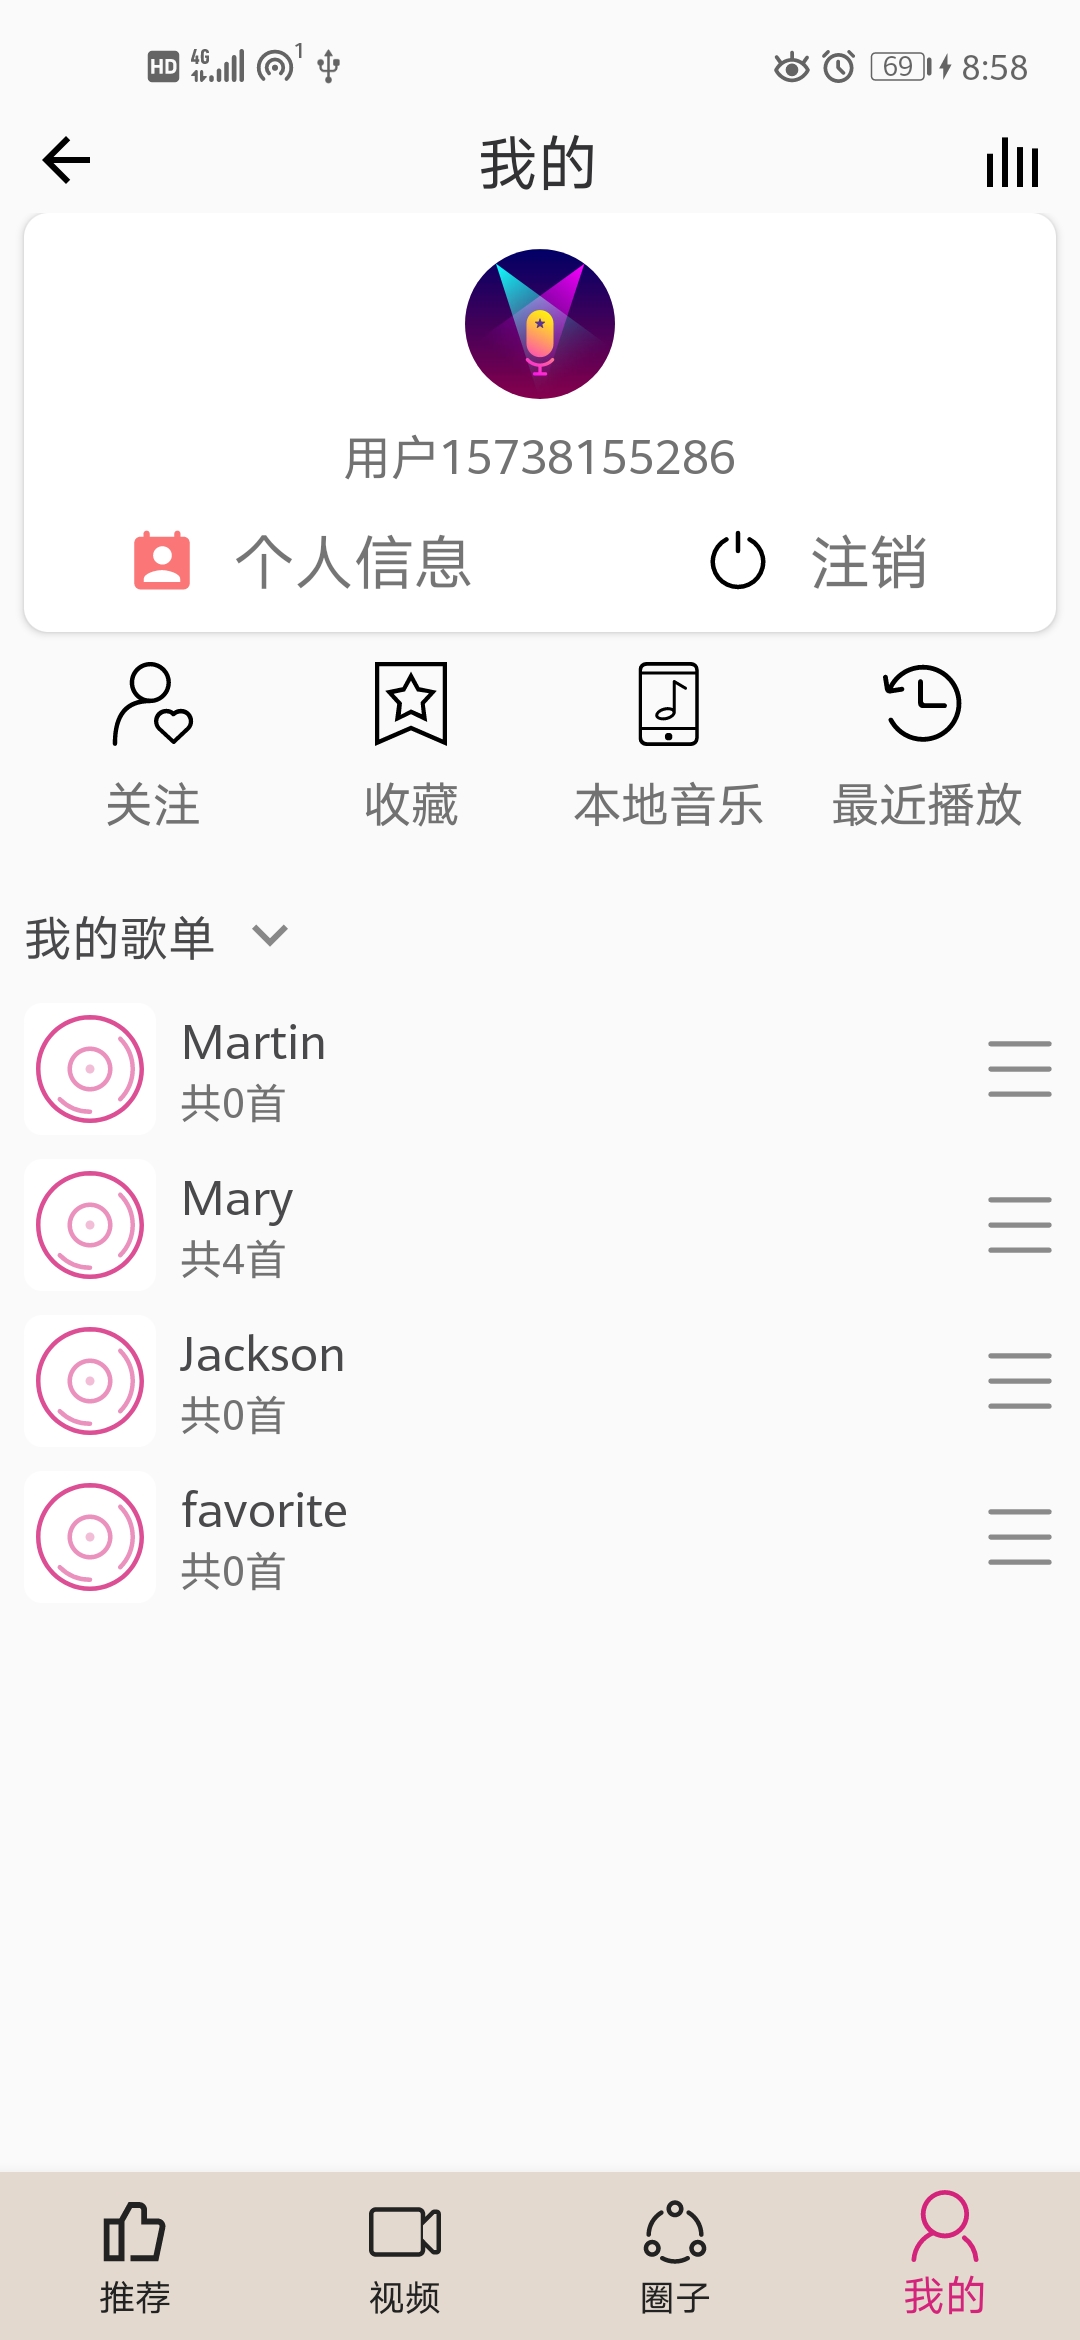 HD 4G 1 69 8:58
我的
用户15738155286
个人信息 注销
关注 收藏 本地音乐 最近播放
我的歌单
Martin
共0首
Mary
共4首
Jackson
共0首
favorite
共0首
推荐 视频 圈子 我的